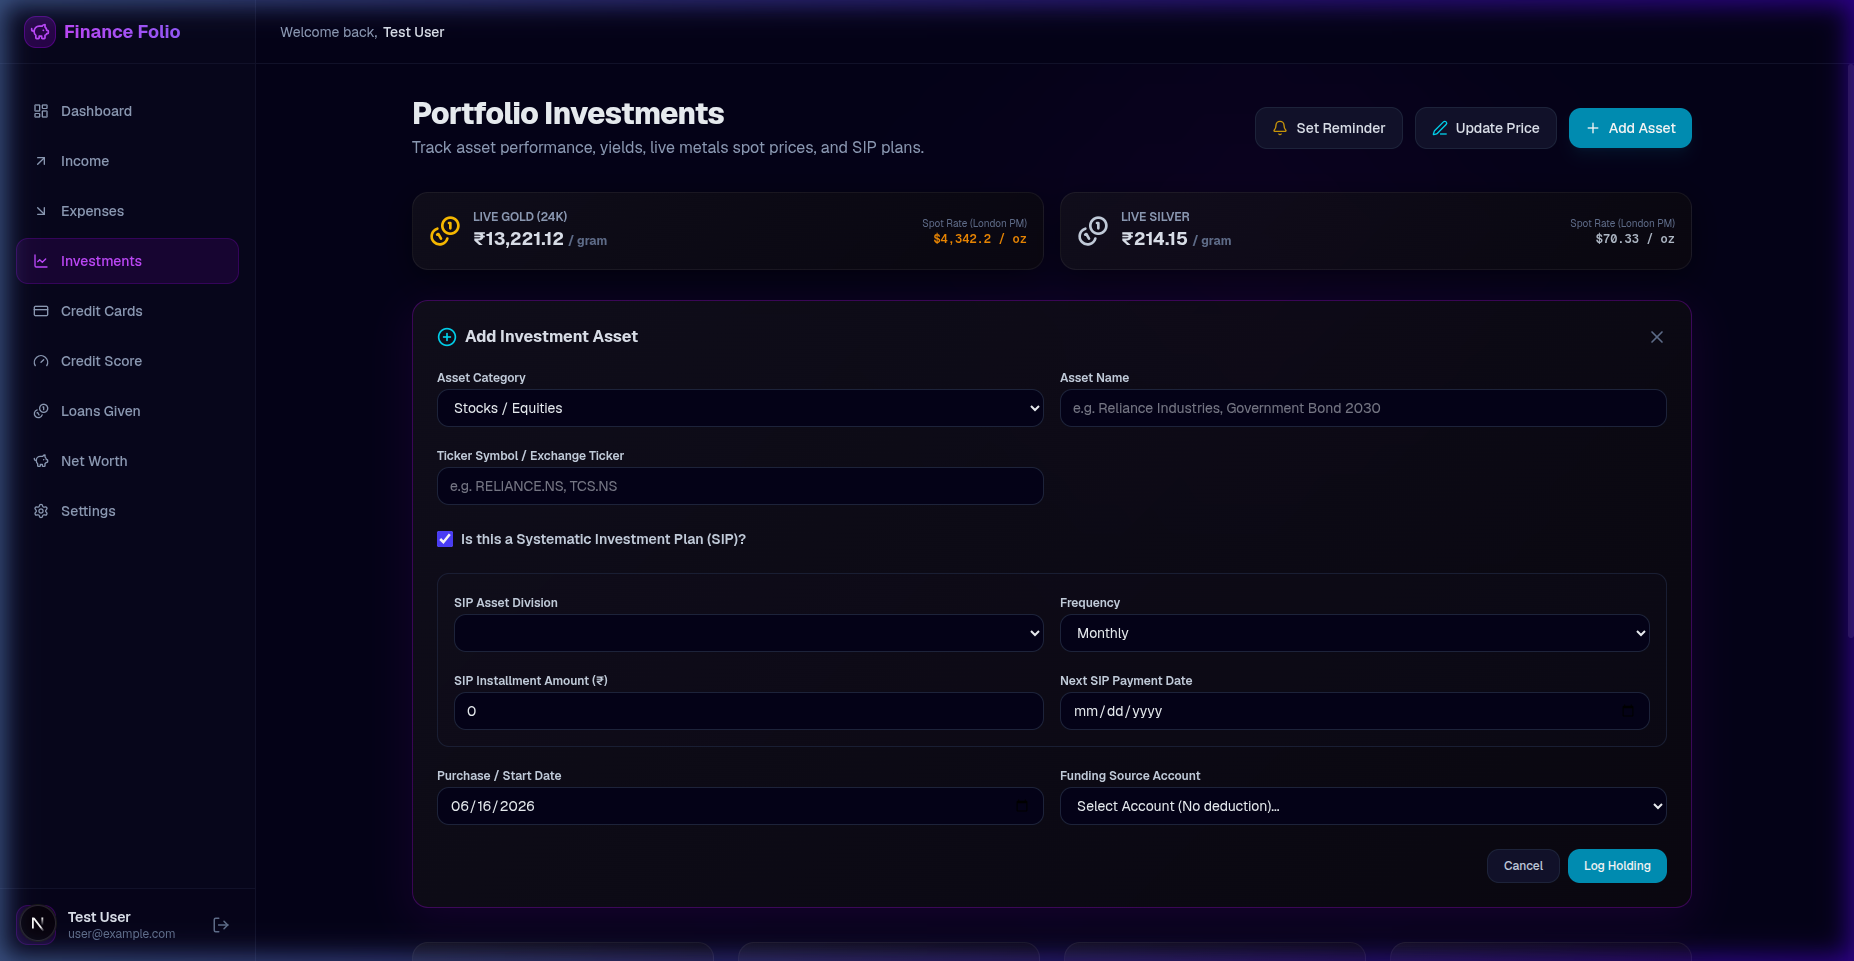 Finance Folio
Welcome back, Test User
Dashboard
Income
Expenses
Investments
Credit Cards
Credit Score
Loans Given
Net Worth
Settings
Test User
user@example.com
N
Portfolio Investments
Track asset performance, yields, live metals spot prices, and SIP plans.
Set Reminder
Update Price
Add Asset
LIVE GOLD (24K)
₹13,221.12 / gram
Spot Rate (London PM)
$4,342.2 / oz
LIVE SILVER
₹214.15 / gram
Spot Rate (London PM)
$70.33 / oz
Add Investment Asset
Asset Category
Stocks / Equities
Asset Name
e.g. Reliance Industries, Government Bond 2030
Ticker Symbol / Exchange Ticker
e.g. RELIANCE.NS, TCS.NS
Is this a Systematic Investment Plan (SIP)?
SIP Asset Division
Frequency
Monthly
SIP Installment Amount (₹)
0
Next SIP Payment Date
mm/dd/yyyy
Purchase / Start Date
06/16/2026
Funding Source Account
Select Account (No deduction)...
Cancel
Log Holding